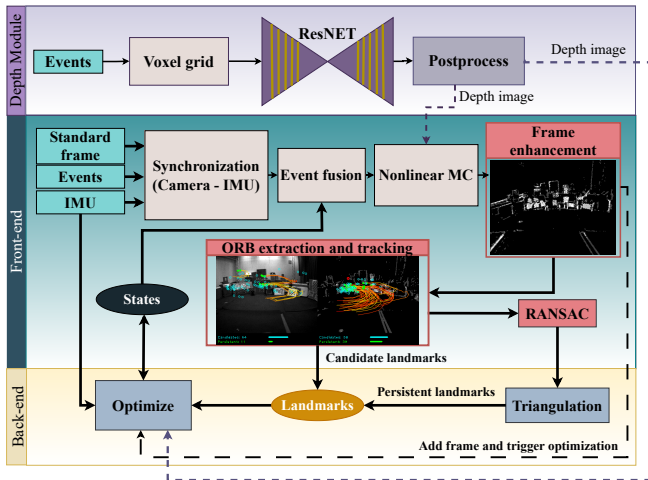 Depth Module
Events
Voxel grid
ResNET
Postprocess
Depth image
Depth image
Front-end
Standard
frame
Events
IMU
Synchronization
(Camera - IMU)
Event fusion
Nonlinear MC
Frame
enhancement
ORB extraction and tracking
States
RANSAC
Candidate landmarks
Back-end
Optimize
Landmarks
Persistent landmarks
Triangulation
Add frame and trigger optimization